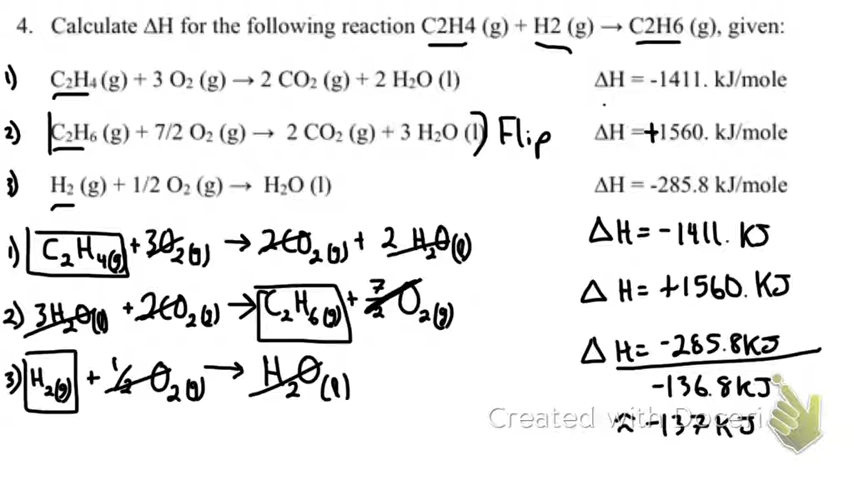 4. Calculate ΔH for the following reaction C2H4 (g) + H2 (g) → C2H6 (g), given:
1) C₂H₄ (g) + 3 O₂ (g) → 2 CO₂ (g) + 2 H₂O (l) ΔH = -1411. kJ/mole
2) C₂H₆ (g) + 7/2 O₂ (g) → 2 CO₂ (g) + 3 H₂O (l) Flip ΔH = +1560. kJ/mole
3) H₂ (g) + 1/2 O₂ (g) → H₂O (l) ΔH = -285.8 kJ/mole
1) C₂H₄(g) + 3O₂(g) → 2CO₂(g) + 2 H₂O(l) ΔH = -1411. KJ
2) 3H₂O(l) + 2CO₂(g) → C₂H₆(g) + 7/2 O₂(g) ΔH = +1560. KJ
3) H₂(g) + 1/2 O₂(g) → H₂O(l) ΔH = -285.8KJ
-136.8KJ
Created with Doceri
≈ -137KJ